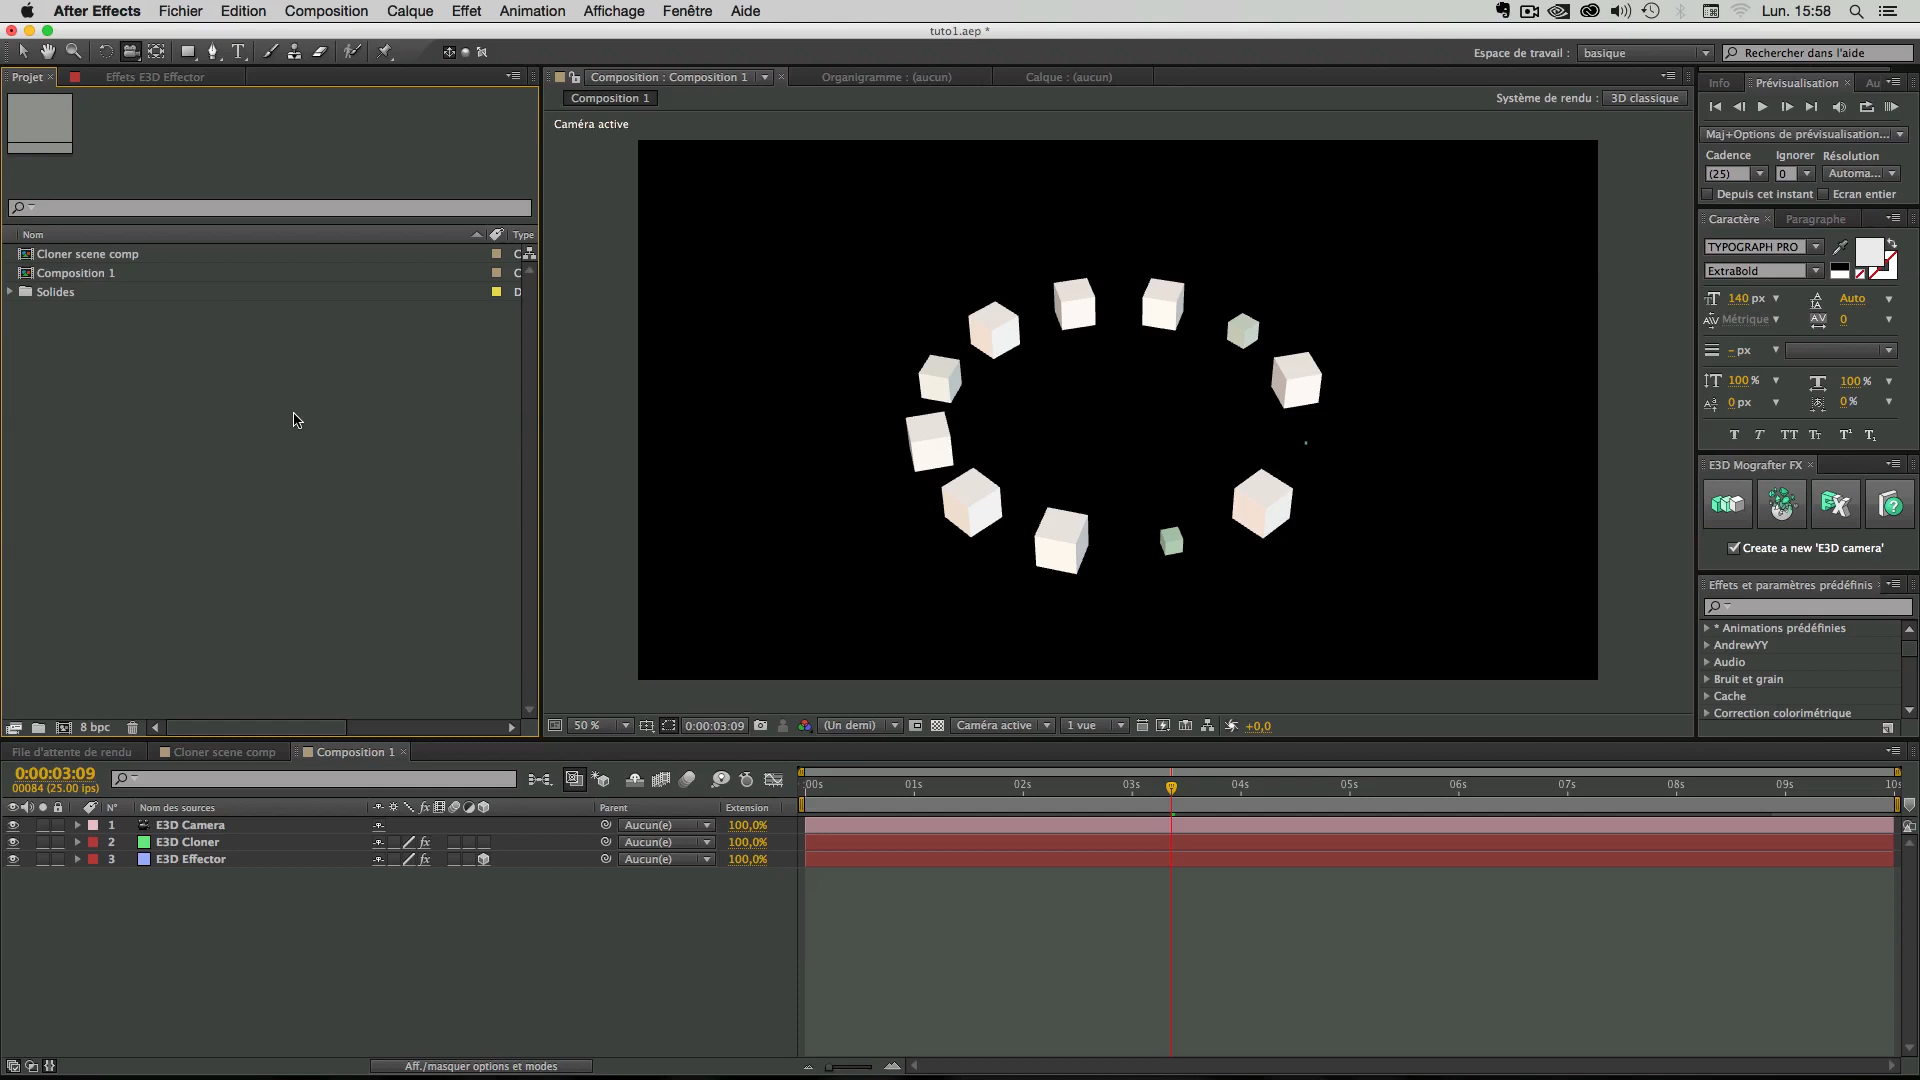 After Effects Fichier Edition Composition Calque Effet Animation Affichage Fenêtre Aide Lun. 15:58
tuto1.aep *
Espace de travail : basique Rechercher dans l'aide
Projet × Effets E3D Effector
Composition : Composition 1 × Organigramme : (aucun) Calque : (aucun)
Info Prévisualisation × Au
Composition 1 Système de rendu : 3D classique
Caméra active
Maj+Options de prévisualisation...
Cadence Ignorer Résolution
(25) 0 Automa...
Depuis cet instant Ecran entier
Caractère × Paragraphe
TYPOGRAPH PRO
ExtraBold
140 px Auto
Métrique 0
- px
100 % 100 %
0 px 0 %
T T TT TT T¹ T₁
E3D Mografter FX ×
Create a new 'E3D camera'
Effets et paramètres prédéfinis ×
* Animations prédéfinies
AndrewYY
Audio
Bruit et grain
Cache
Correction colorimétrique
Nom Type
Cloner scene comp C
Composition 1 C
Solides D
8 bpc
50 % 0:00:03:09 (Un demi) Caméra active 1 vue +0,0
File d'attente de rendu Cloner scene comp Composition 1 ×
0:00:03:09
00084 (25.00 ips)
:00s 01s 02s 03s 04s 05s 06s 07s 08s 09s 10s
N° Nom des sources fx Parent Extension
1 E3D Camera Aucun(e) 100,0%
2 E3D Cloner fx Aucun(e) 100,0%
3 E3D Effector fx Aucun(e) 100,0%
Aff./masquer options et modes